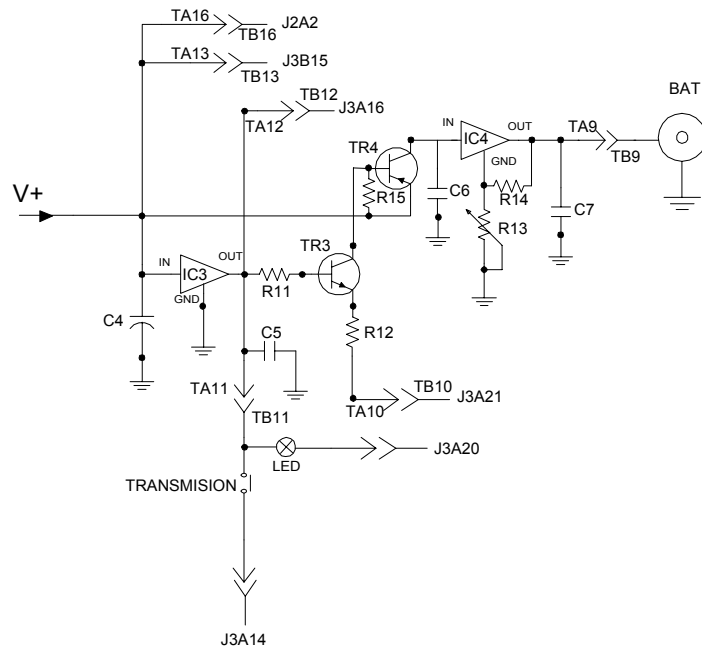 TA16
TB16
J2A2
TA13
TB13
J3B15
TB12
TA12
J3A16
BAT
IN
OUT
IC4
GND
TA9
TB9
TR4
R15
C6
R14
R13
C7
V+
TR3
IN
OUT
IC3
GND
R11
C4
C5
R12
TA11
TB11
TB10
TA10
J3A21
LED
J3A20
TRANSMISION
J3A14